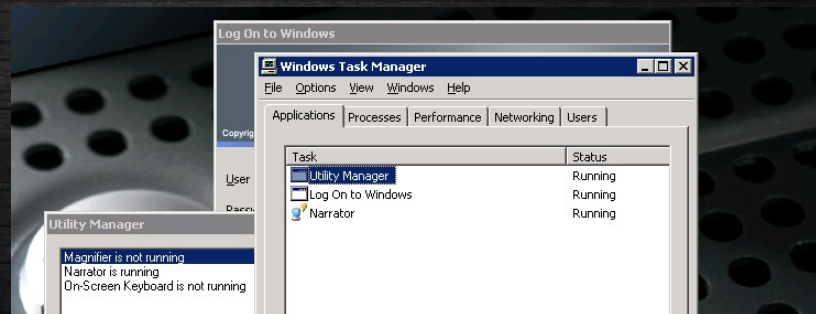 Log On to Windows
Windows Task Manager
File Options View Windows Help
Applications Processes Performance Networking Users
Task Status
Utility Manager Running
Log On to Windows Running
Narrator Running
User
Utility Manager
Magnifier is not running
Narrator is running
On-Screen Keyboard is not running